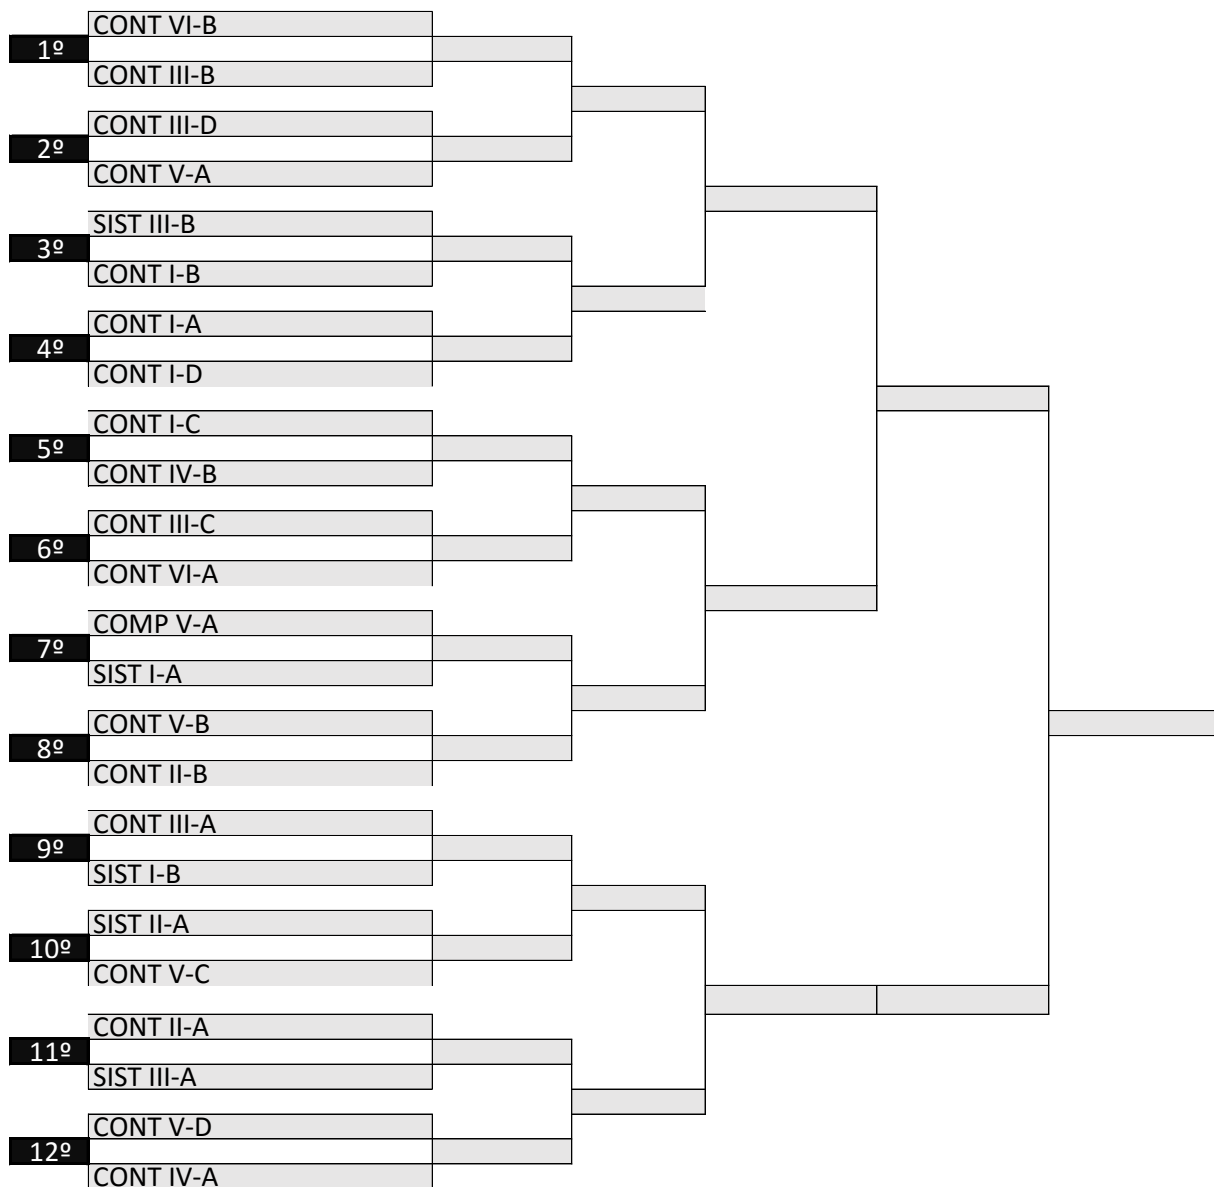 CONT VI-B
1º
CONT III-B
CONT III-D
2º
CONT V-A
SIST III-B
3º
CONT I-B
CONT I-A
4º
CONT I-D
CONT I-C
5º
CONT IV-B
CONT III-C
6º
CONT VI-A
COMP V-A
7º
SIST I-A
CONT V-B
8º
CONT II-B
CONT III-A
9º
SIST I-B
SIST II-A
10º
CONT V-C
CONT II-A
11º
SIST III-A
CONT V-D
12º
CONT IV-A